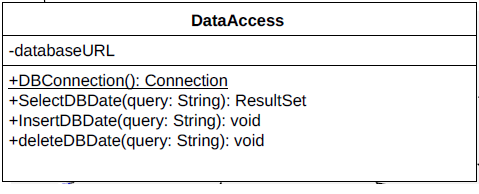 DataAccess
-databaseURL
+DBConnection(): Connection
+SelectDBDate(query: String): ResultSet
+InsertDBDate(query: String): void
+deleteDBDate(query: String): void